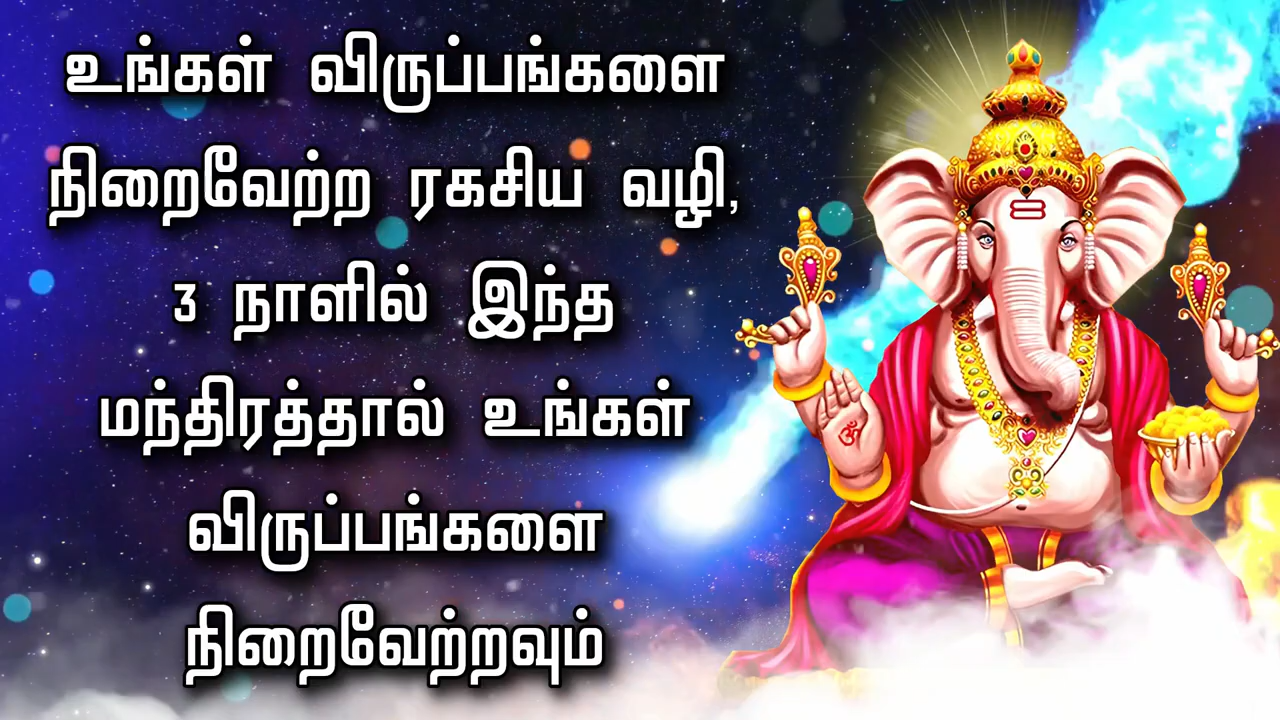 உங்கள் விருப்பங்களை
நிறைவேற்ற ரகசிய வழி,
3 நாளில் இந்த
மந்திரத்தால் உங்கள்
விருப்பங்களை
நிறைவேற்றவும்
ॐ